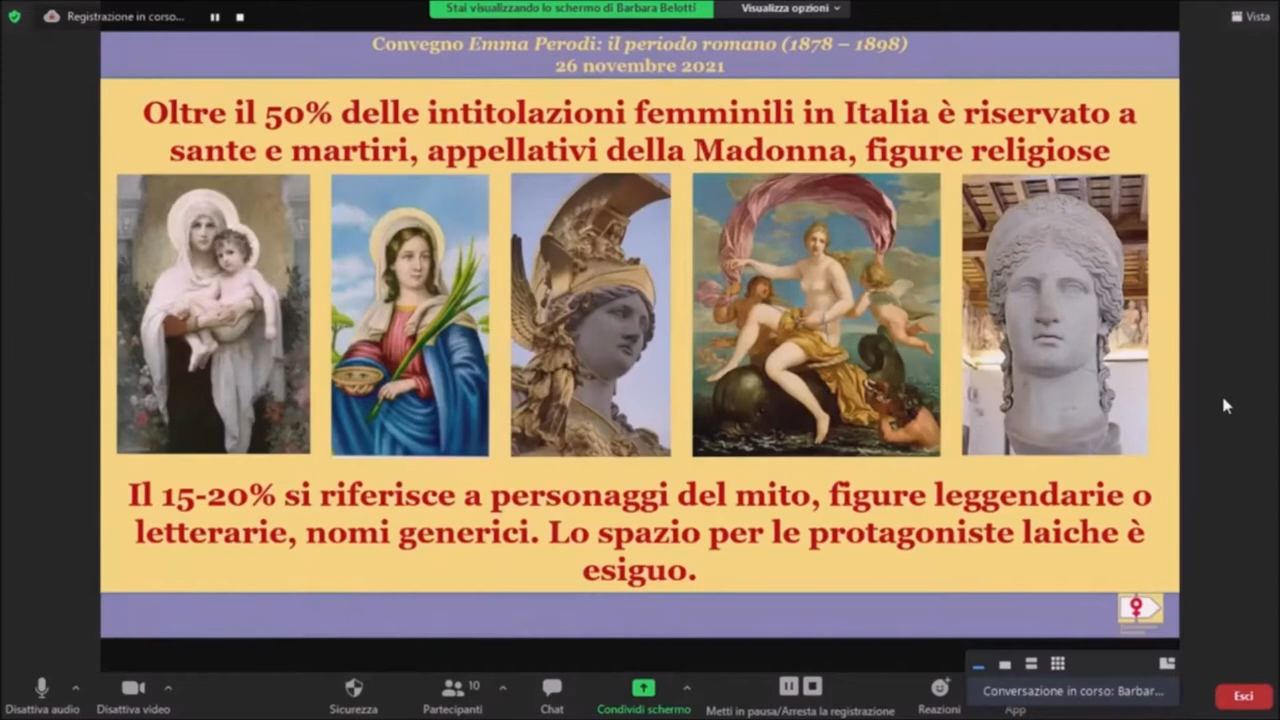 Registrazione in corso...
Stai visualizzando lo schermo di Barbara Belotti
Visualizza opzioni
Vista
Convegno Emma Perodi: il periodo romano (1878 – 1898)
26 novembre 2021
Oltre il 50% delle intitolazioni femminili in Italia è riservato a
sante e martiri, appellativi della Madonna, figure religiose
Il 15-20% si riferisce a personaggi del mito, figure leggendarie o
letterarie, nomi generici. Lo spazio per le protagoniste laiche è
esiguo.
Conversazione in corso: Barbar...
Disattiva audio
Disattiva video
Sicurezza
10
Partecipanti
Chat
Condividi schermo
Metti in pausa/Arresta la registrazione
Reazioni
App
Esci